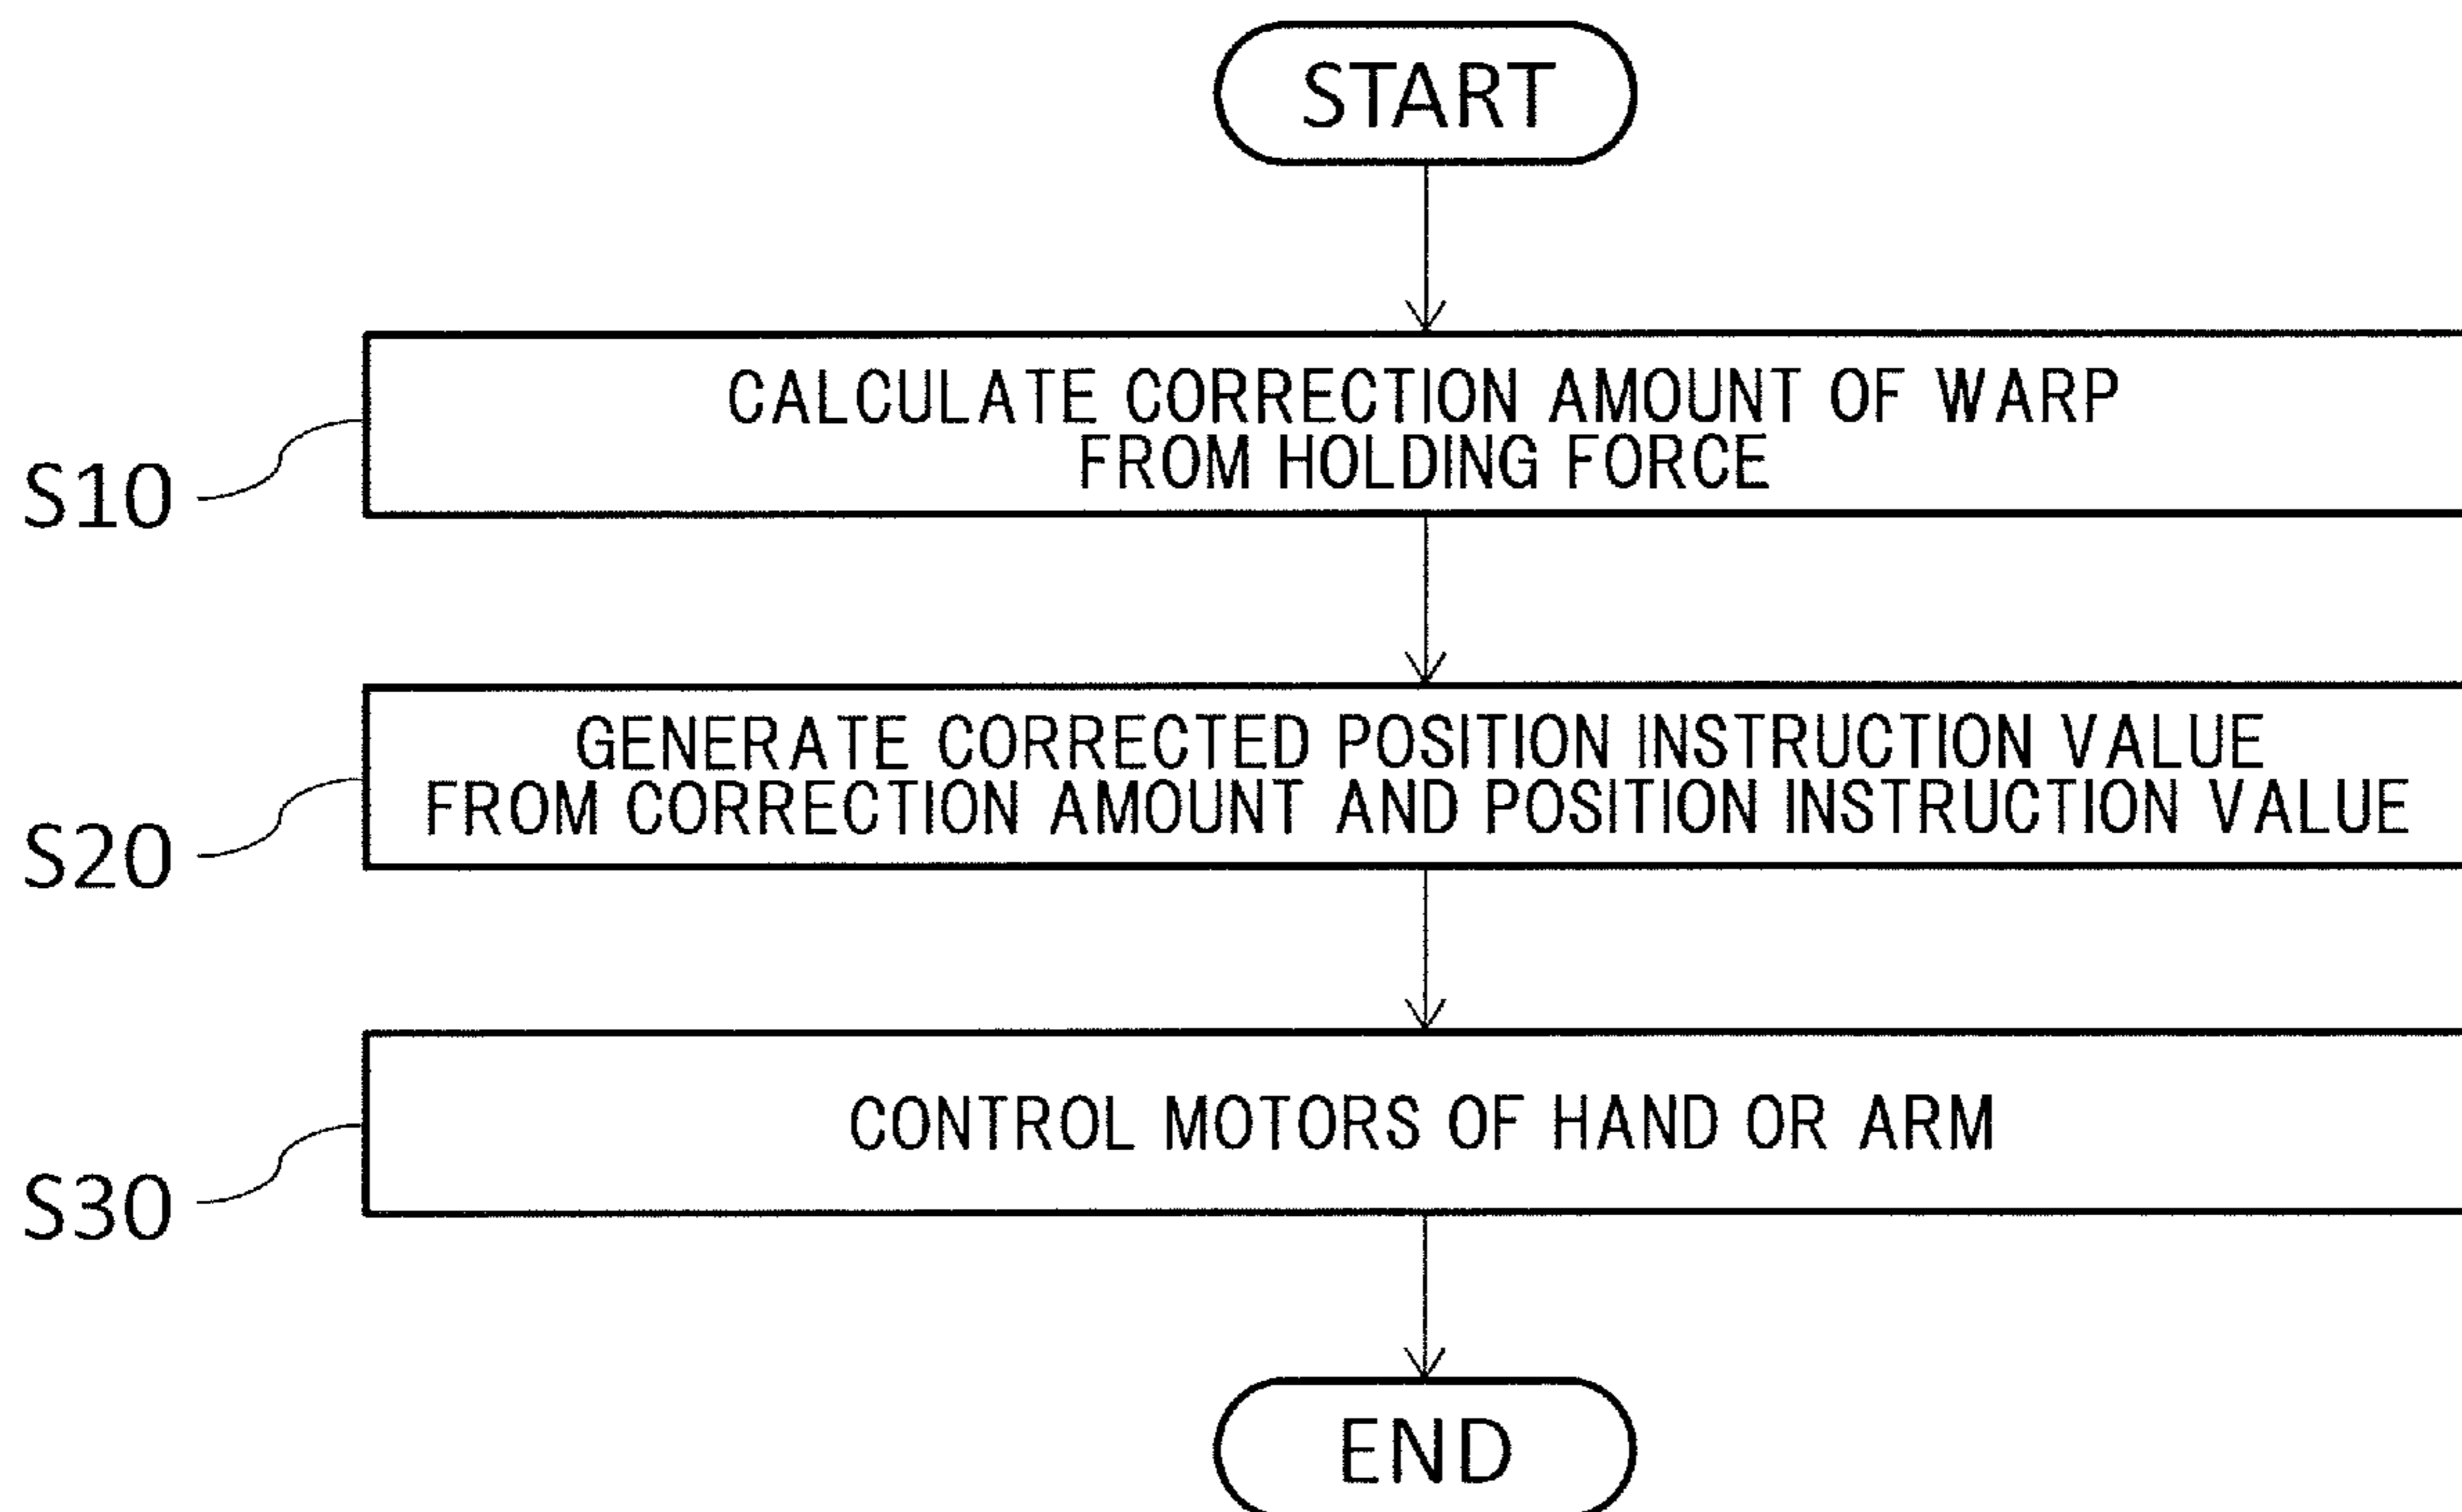 START
CALCULATE CORRECTION AMOUNT OF WARP
FROM HOLDING FORCE
S10
GENERATE CORRECTED POSITION INSTRUCTION VALUE
FROM CORRECTION AMOUNT AND POSITION INSTRUCTION VALUE
S20
CONTROL MOTORS OF HAND OR ARM
S30
END